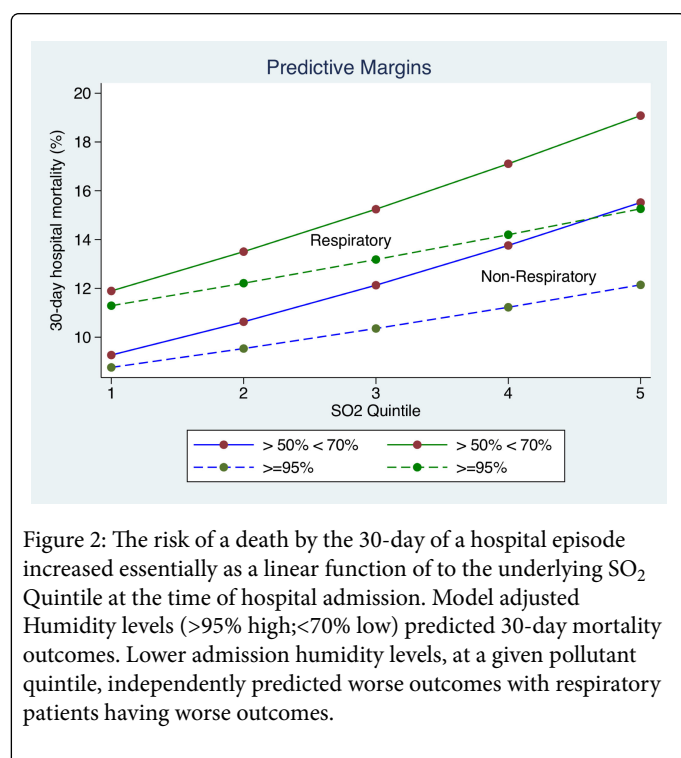 Predictive Margins
30-day hospital mortality (%)
20
18
16
14
12
10
Respiratory
Non-Respiratory
1 2 3 4 5
SO2 Quintile
> 50% < 70% > 50% < 70%
>=95% >=95%
Figure 2: The risk of a death by the 30-day of a hospital episode
increased essentially as a linear function of to the underlying SO2
Quintile at the time of hospital admission. Model adjusted
Humidity levels (>95% high;<70% low) predicted 30-day mortality
outcomes. Lower admission humidity levels, at a given pollutant
quintile, independently predicted worse outcomes with respiratory
patients having worse outcomes.